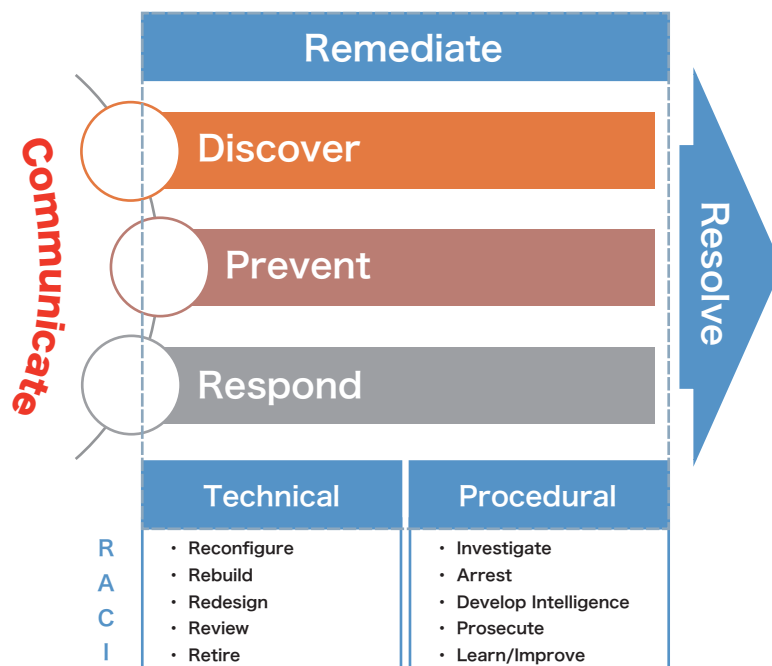 Remediate
Communicate
Discover
Prevent
Respond
Resolve
Technical
Procedural
R
A
C
I
· Reconfigure
· Rebuild
· Redesign
· Review
· Retire
· Investigate
· Arrest
· Develop Intelligence
· Prosecute
· Learn/Improve